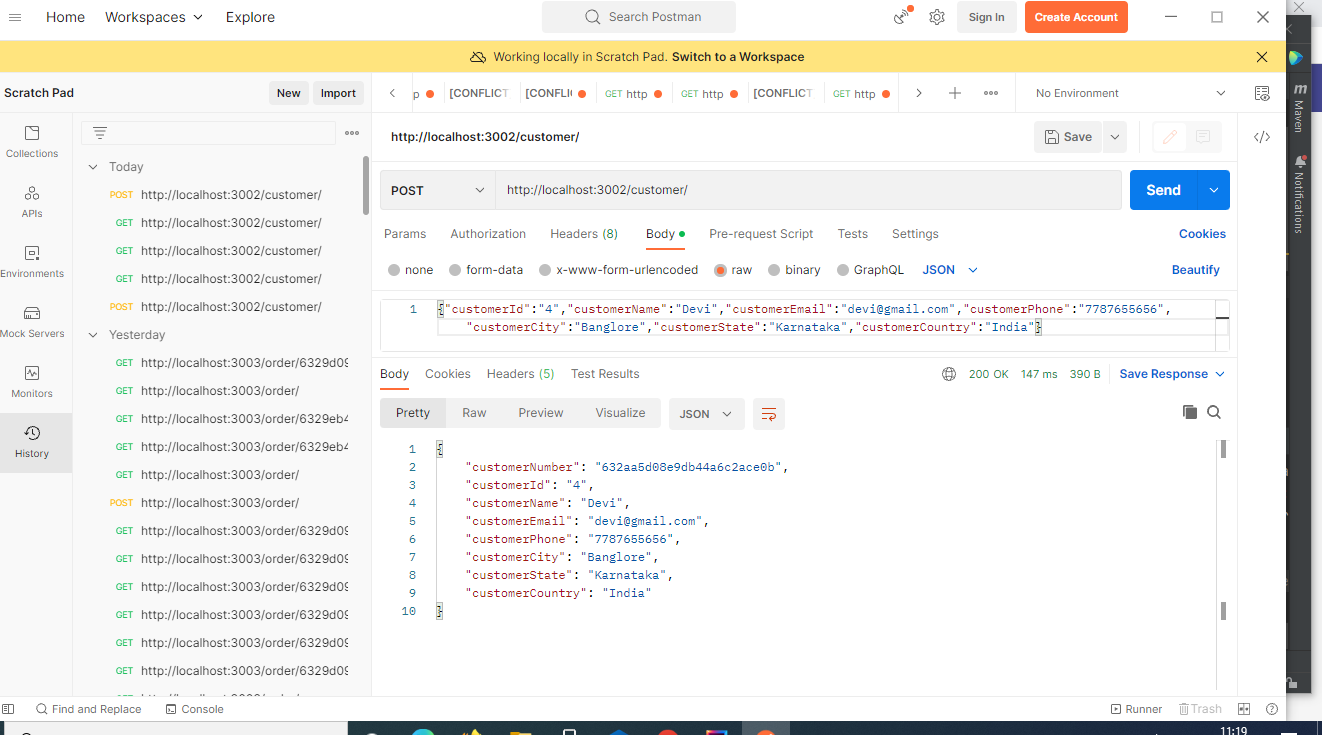 Home Workspaces Explore Search Postman Sign In Create Account
Working locally in Scratch Pad. Switch to a Workspace
Scratch Pad New Import
p [CONFLICT [CONFLI GET http GET http [CONFLICT GET http No Environment
Collections
APIs
Environments
Mock Servers
Monitors
History
Today
POST http://localhost:3002/customer/
GET http://localhost:3002/customer/
GET http://localhost:3002/customer/
GET http://localhost:3002/customer/
POST http://localhost:3002/customer/
Yesterday
GET http://localhost:3003/order/6329d09
GET http://localhost:3003/order/
GET http://localhost:3003/order/6329eb4
GET http://localhost:3003/order/6329eb4
GET http://localhost:3003/order/
POST http://localhost:3003/order/
GET http://localhost:3003/order/6329d09
GET http://localhost:3003/order/6329d09
GET http://localhost:3003/order/6329d09
GET http://localhost:3003/order/6329d09
GET http://localhost:3003/order/6329d09
GET http://localhost:3003/order/6329d09
http://localhost:3002/customer/ Save </>
POST http://localhost:3002/customer/ Send
Params Authorization Headers (8) Body Pre-request Script Tests Settings Cookies
none form-data x-www-form-urlencoded raw binary GraphQL JSON Beautify
1 {"customerId":"4","customerName":"Devi","customerEmail":"devi@gmail.com","customerPhone":"7787655656",
"customerCity":"Banglore","customerState":"Karnataka","customerCountry":"India"}
Body Cookies Headers (5) Test Results 200 OK 147 ms 390 B Save Response
Pretty Raw Preview Visualize JSON
1 {
2 "customerNumber": "632aa5d08e9db44a6c2ace0b",
3 "customerId": "4",
4 "customerName": "Devi",
5 "customerEmail": "devi@gmail.com",
6 "customerPhone": "7787655656",
7 "customerCity": "Banglore",
8 "customerState": "Karnataka",
9 "customerCountry": "India"
10 }
m Maven
Notifications
Find and Replace Console Runner Trash
11:19